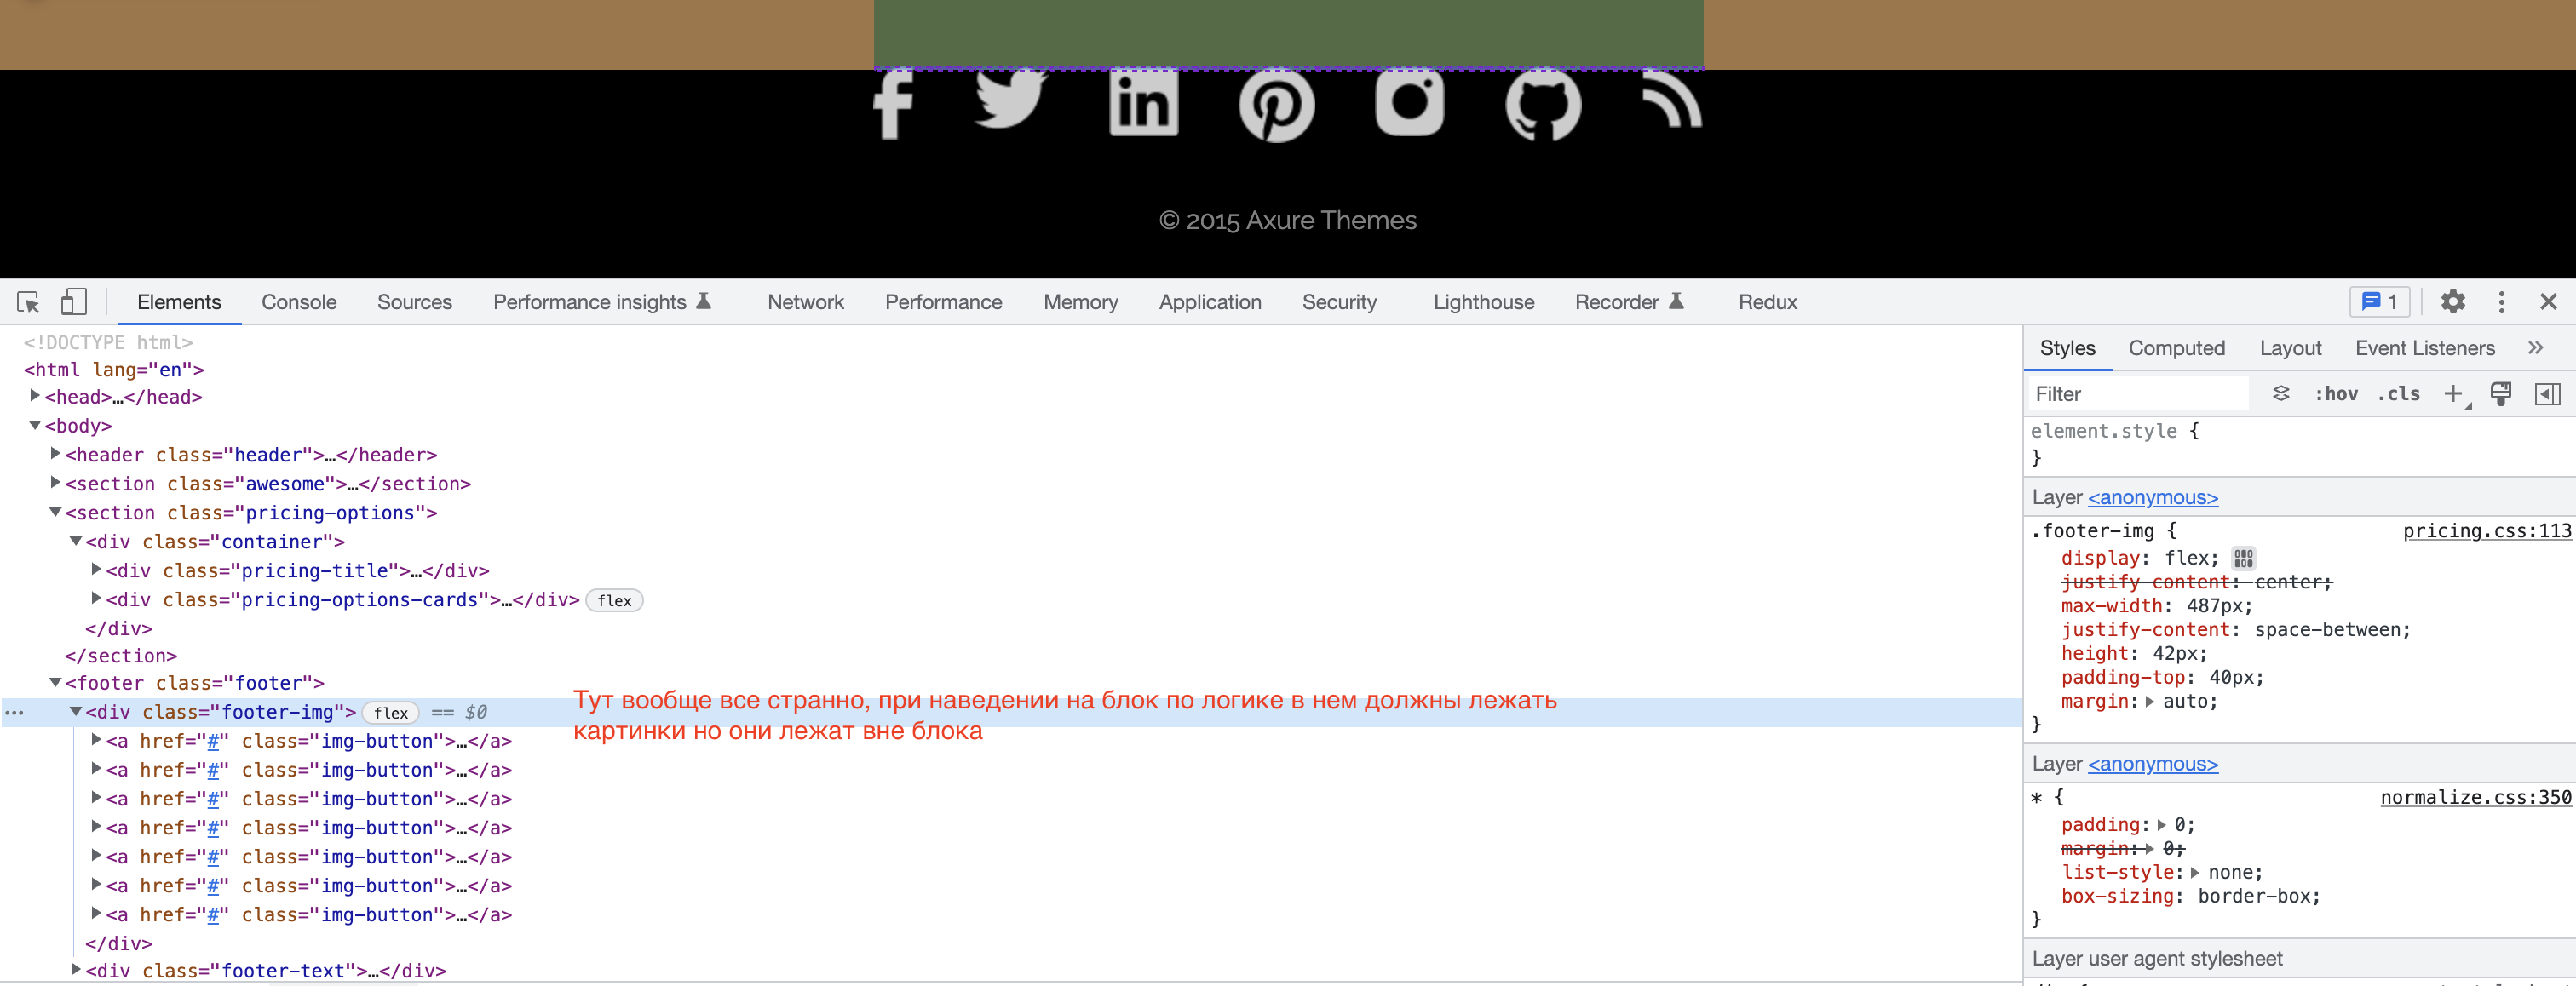 © 2015 Axure Themes
Elements Console Sources Performance insights Network Performance Memory Application Security Lighthouse Recorder Redux 1
<!DOCTYPE html>
<html lang="en">
<head>…</head>
<body>
<header class="header">…</header>
<section class="awesome">…</section>
<section class="pricing-options">
<div class="container">
<div class="pricing-title">…</div>
<div class="pricing-options-cards">…</div> flex
</div>
</section>
<footer class="footer">
<div class="footer-img"> flex == $0
<a href="#" class="img-button">…</a>
<a href="#" class="img-button">…</a>
<a href="#" class="img-button">…</a>
<a href="#" class="img-button">…</a>
<a href="#" class="img-button">…</a>
<a href="#" class="img-button">…</a>
<a href="#" class="img-button">…</a>
</div>
<div class="footer-text">…</div>
Тут вообще все странно, при наведении на блок по логике в нем должны лежать
картинки но они лежат вне блока
Styles Computed Layout Event Listeners »
Filter :hov .cls +
element.style {
}
Layer <anonymous>
.footer-img { pricing.css:113
display: flex;
justify-content: center;
max-width: 487px;
justify-content: space-between;
height: 42px;
padding-top: 40px;
margin: auto;
}
Layer <anonymous>
* { normalize.css:350
padding: 0;
margin: 0;
list-style: none;
box-sizing: border-box;
}
Layer user agent stylesheet